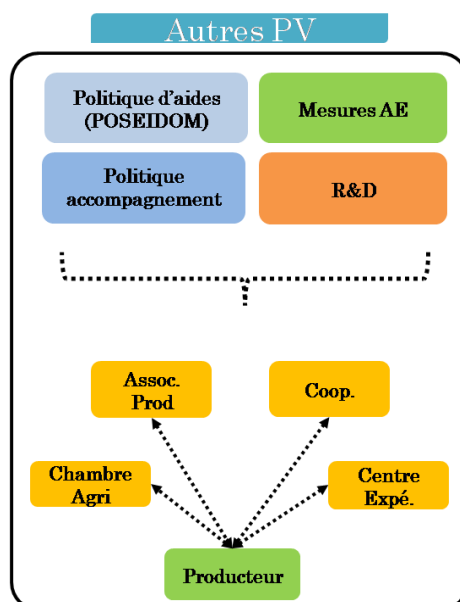 Autres PV
Politique d'aides
(POSEIDOM)
Mesures AE
Politique
accompagnement
R&D
Assoc.
Prod
Coop.
Chambre
Agri
Centre
Expé.
Producteur